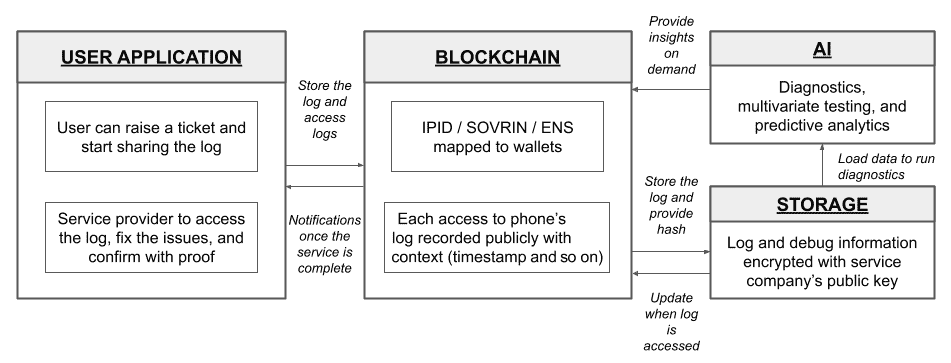 USER APPLICATION
User can raise a ticket and
start sharing the log
Service provider to access
the log, fix the issues, and
confirm with proof
Store the
log and
access
logs
Notifications
once the
service is
complete
BLOCKCHAIN
IPID / SOVRIN / ENS
mapped to wallets
Each access to phone's
log recorded publicly with
context (timestamp and so on)
Provide
insights
on
demand
Store the
log and
provide
hash
Update
when log
is
accessed
AI
Diagnostics,
multivariate testing, and
predictive analytics
Load data to run
diagnostics
STORAGE
Log and debug information
encrypted with service
company's public key